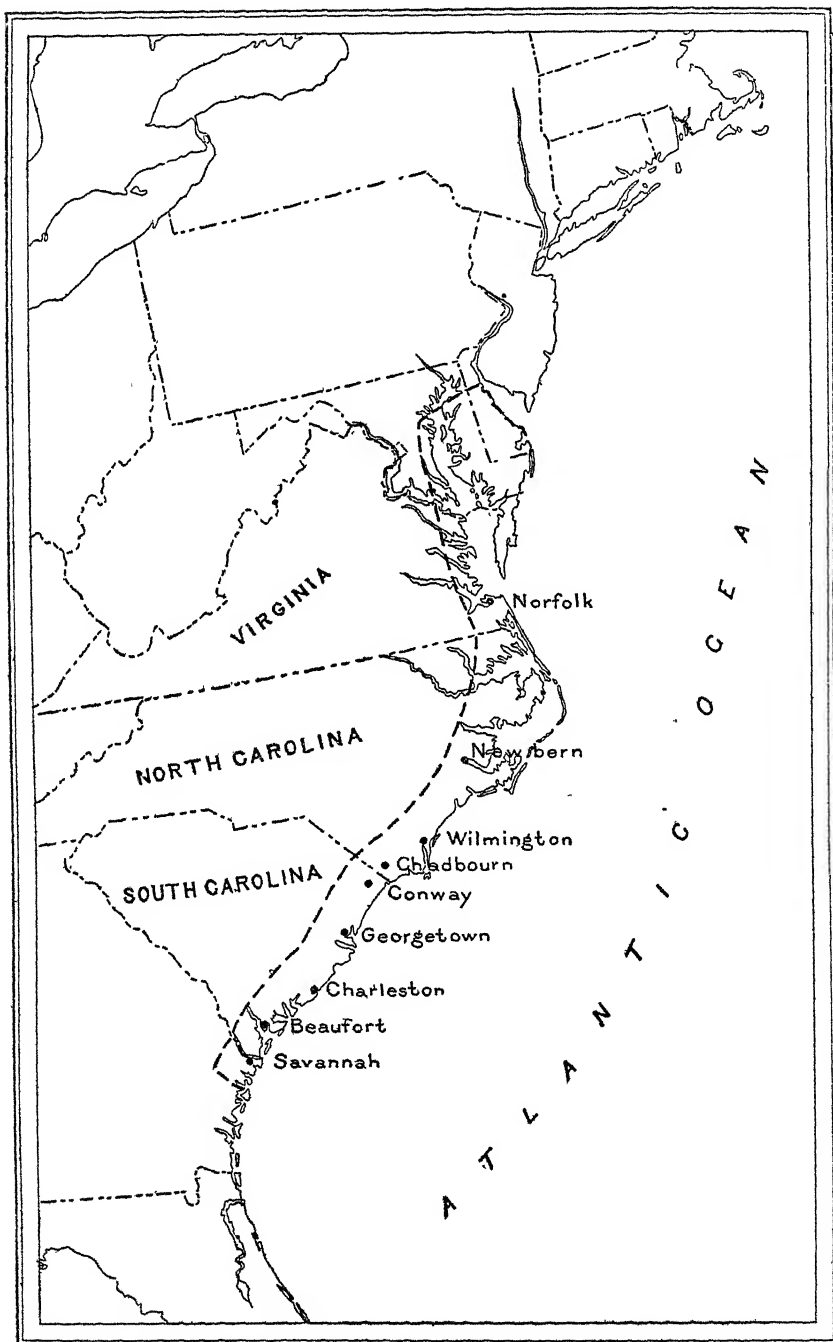 Norfolk
VIRGINIA
NORTH CAROLINA
Newbern
Wilmington
Chadbourn
SOUTH CAROLINA
Conway
Georgetown
Charleston
Beaufort
Savannah
ATLANTIC OCEAN